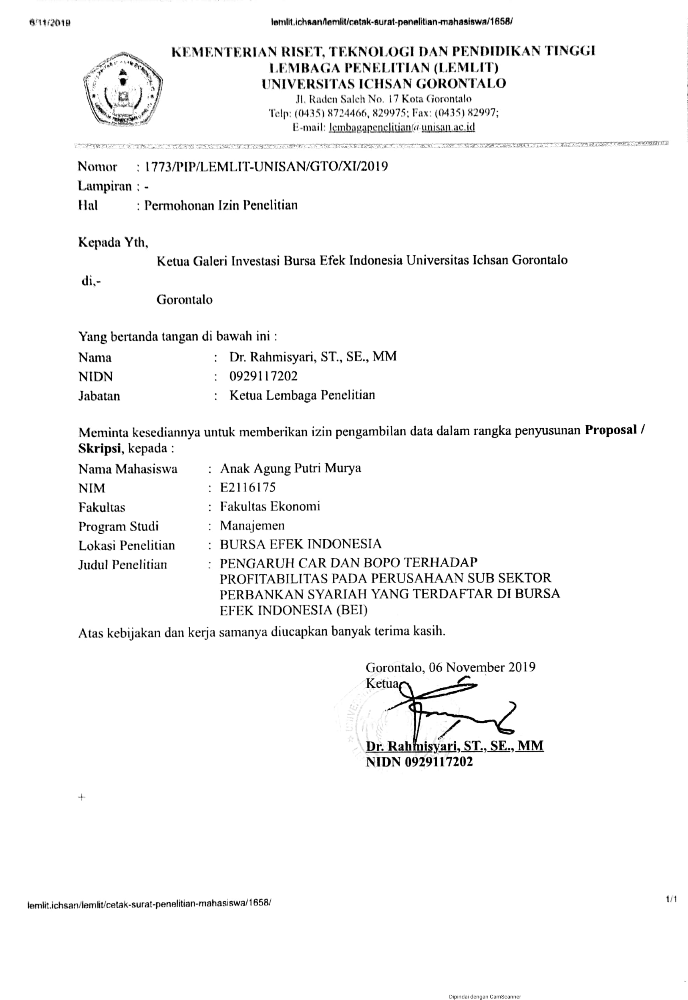 6/11/2019
lemlit.ichsan/lemlit/cetak-surat-penelitian-mahasiswa/1658/
KEMENTERIAN RISET, TEKNOLOGI DAN PENDIDIKAN TINGGI
LEMBAGA PENELITIAN (LEMLIT)
UNIVERSITAS ICHSAN GORONTALO
Jl. Raden Saleh No. 17 Kota Gorontalo
Telp: (0435) 8724466, 829975; Fax: (0435) 82997;
E-mail: lembagapenelitian@unisan.ac.id
Nomor : 1773/PIP/LEMLIT-UNISAN/GTO/XI/2019
Lampiran : -
Hal : Permohonan Izin Penelitian
Kepada Yth,
Ketua Galeri Investasi Bursa Efek Indonesia Universitas Ichsan Gorontalo
di,-
Gorontalo
Yang bertanda tangan di bawah ini :
Nama : Dr. Rahmisyari, ST., SE., MM
NIDN : 0929117202
Jabatan : Ketua Lembaga Penelitian
Meminta kesediannya untuk memberikan izin pengambilan data dalam rangka penyusunan Proposal /
Skripsi, kepada :
Nama Mahasiswa : Anak Agung Putri Murya
NIM : E2116175
Fakultas : Fakultas Ekonomi
Program Studi : Manajemen
Lokasi Penelitian : BURSA EFEK INDONESIA
Judul Penelitian : PENGARUH CAR DAN BOPO TERHADAP
PROFITABILITAS PADA PERUSAHAAN SUB SEKTOR
PERBANKAN SYARIAH YANG TERDAFTAR DI BURSA
EFEK INDONESIA (BEI)
Atas kebijakan dan kerja samanya diucapkan banyak terima kasih.
Gorontalo, 06 November 2019
Ketua
Dr. Rahmisyari, ST., SE., MM
NIDN 0929117202
+
lemlit.ichsan/lemlit/cetak-surat-penelitian-mahasiswa/1658/
1/1
Dipindai dengan CamScanner